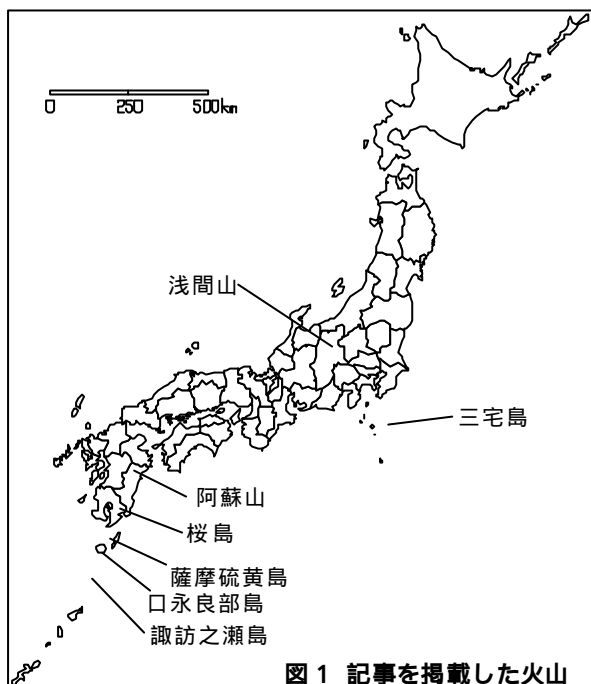 0 250 500km
浅間山
三宅島
阿蘇山
桜島
薩摩硫黄島
口永良部島
諏訪之瀬島
図 1 記事を掲載した火山